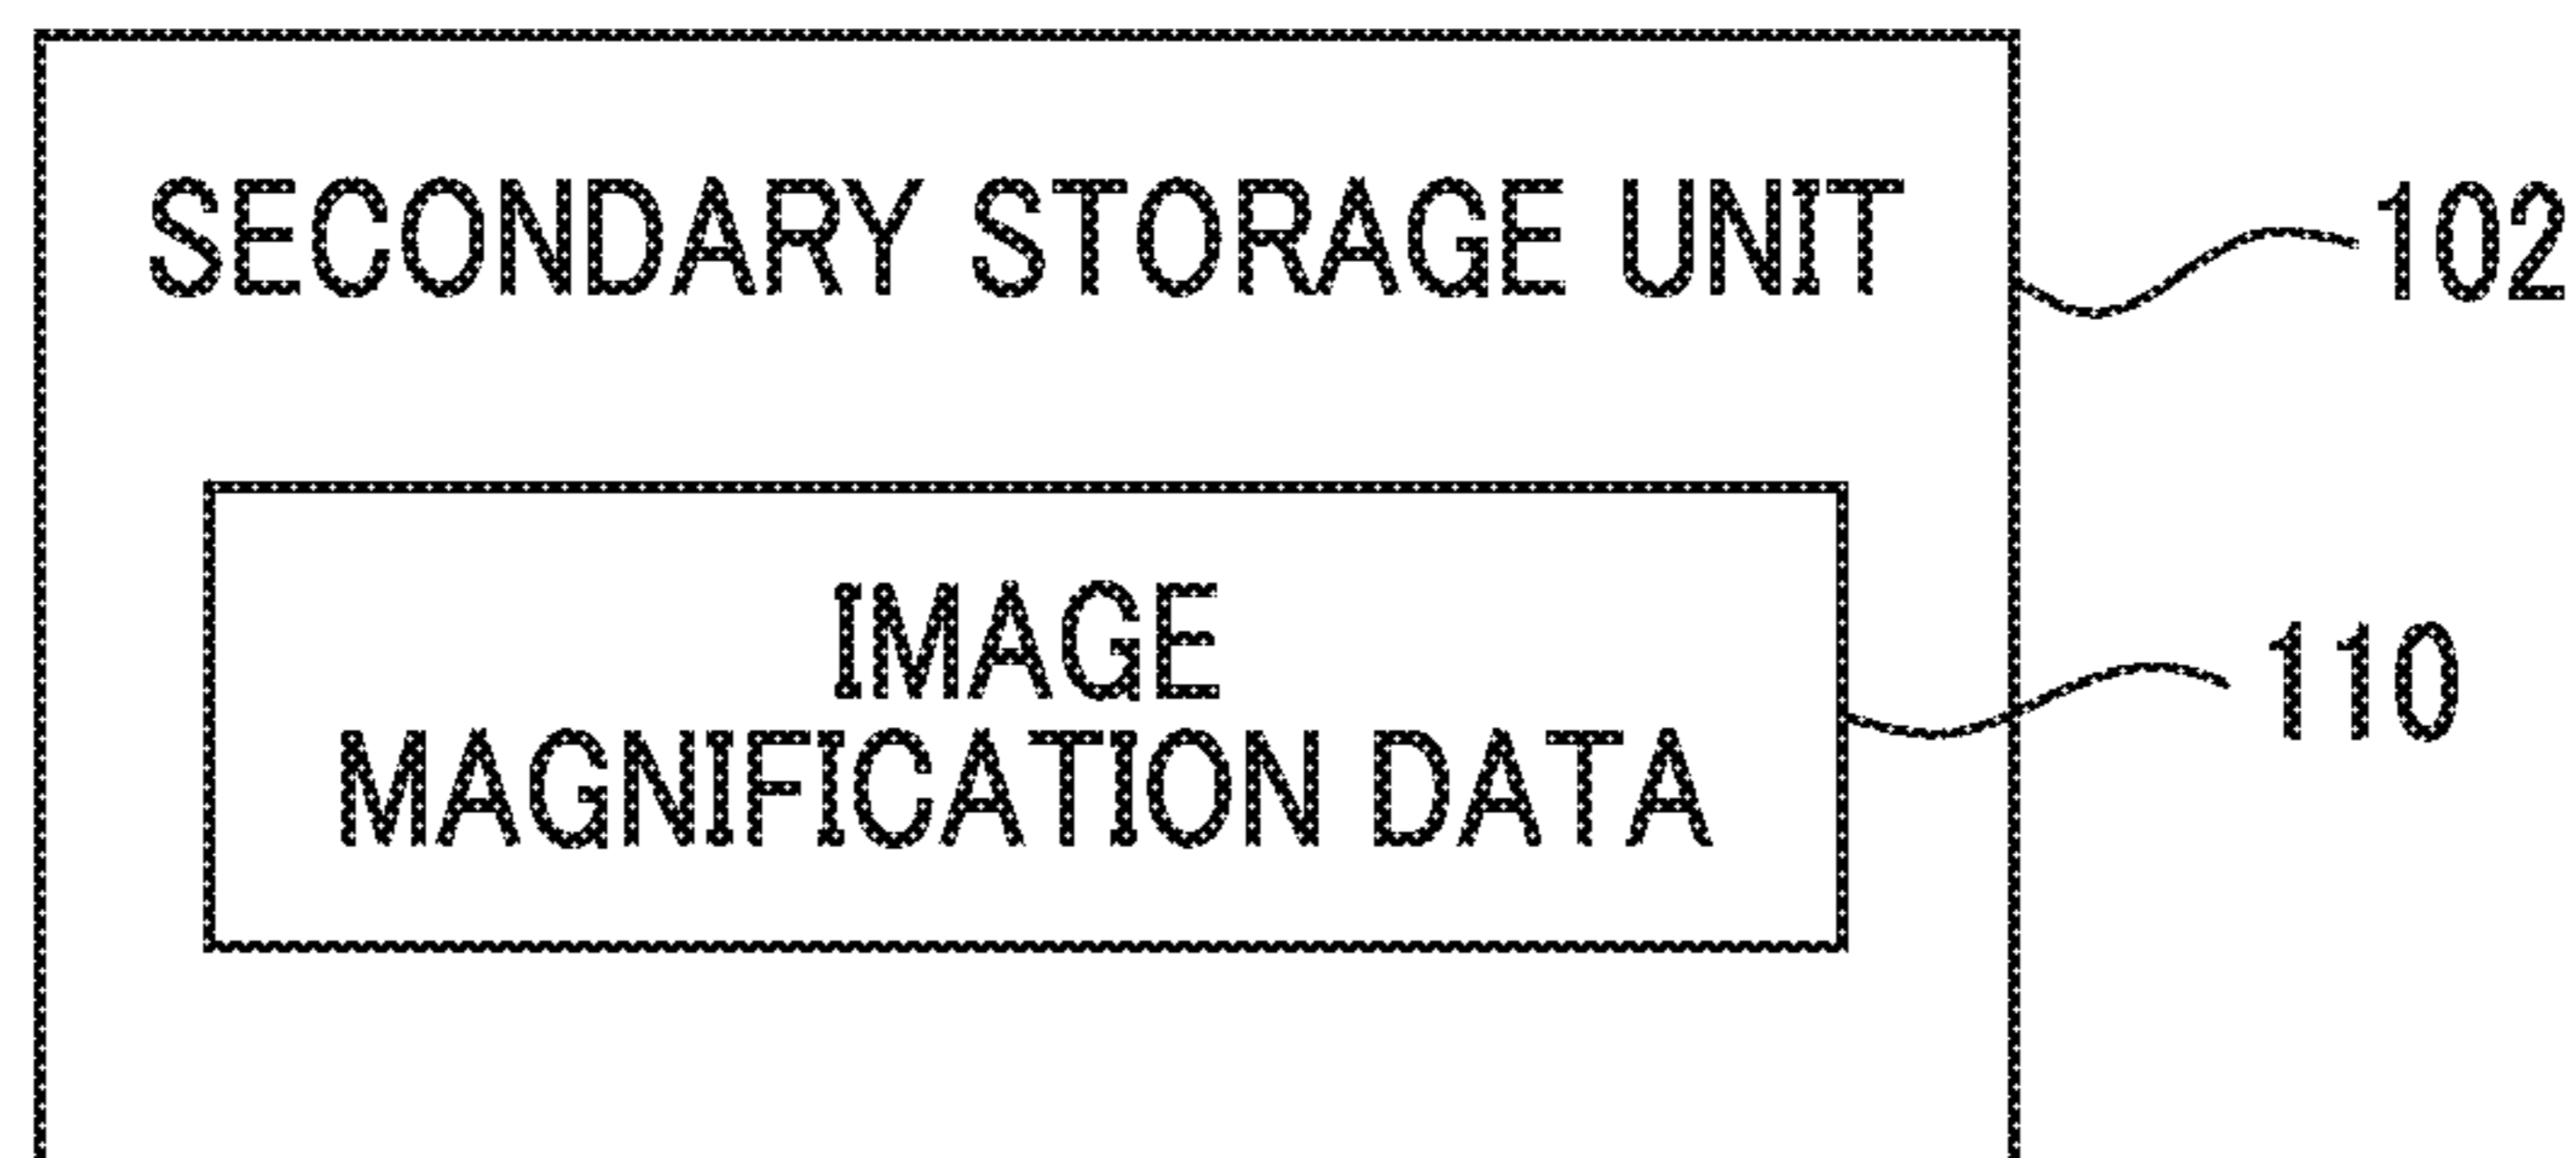 SECONDARY STORAGE UNIT
102
IMAGE
MAGNIFICATION DATA
110